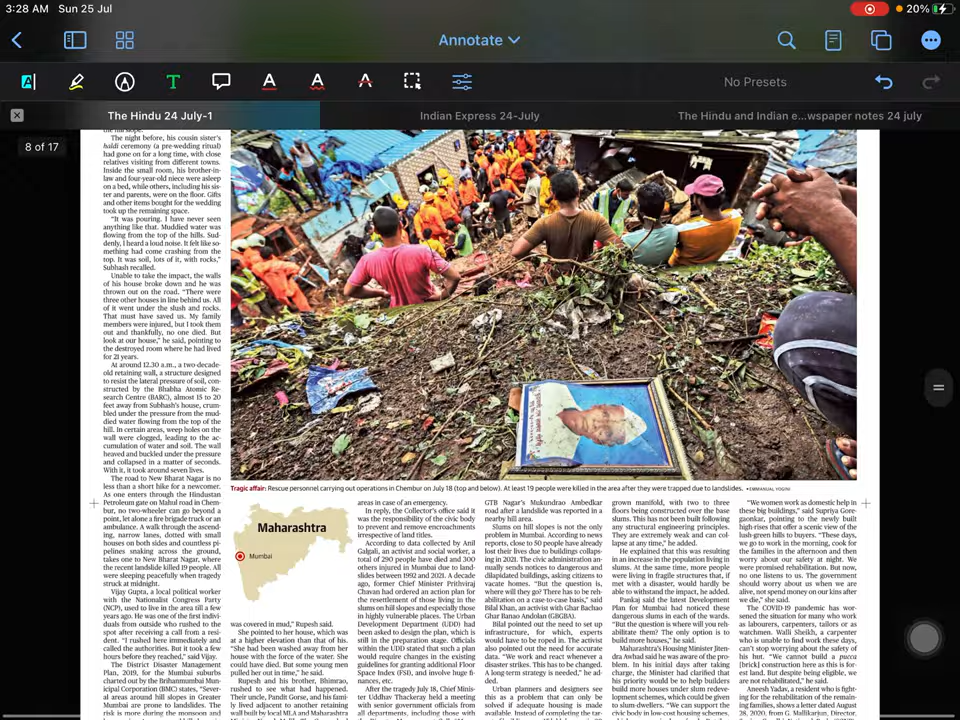 3:28 AM Sun 25 Jul
20%
Annotate
No Presets
The Hindu 24 July-1
Indian Express 24-July
The Hindu and Indian e...wspaper notes 24 july
8 of 17
the hill slope.
The night before, his cousin sister's
haldi ceremony (a pre-wedding ritual)
had gone on for a long time, with close
relatives visiting from different towns.
Inside the small room, his brother-in-
law and four-year-old niece were asleep
on a bed, while others, including his sis-
ter and parents, were on the floor. Gifts
and other items bought for the wedding
took up the remaining space.
"It was pouring. I have never seen
anything like that. Muddied water was
flowing from the top of the hills. Sud-
denly, I heard a loud noise. It felt like so-
mething had come crashing from the
top. It was soil, lots of it, with rocks,"
Subhash recalled.
Unable to take the impact, the walls
of his house broke down and he was
thrown out on the road. "There were
three other houses in line behind us. All
of it went under the slush and rocks.
That must have saved us. My family
members were injured, but I took them
out and thankfully, no one died. But
look at our house," he said, pointing to
the destroyed room where he had lived
for 21 years.
At around 12.30 a.m., a two-decade-
old retaining wall, a structure designed
to resist the lateral pressure of soil, con-
structed by the Bhabha Atomic Re-
search Centre (BARC), almost 15 to 20
feet away from Subhash's house, crum-
bled under the pressure from the mud-
died water flowing from the top of the
hill. In certain areas, weep holes on the
wall were clogged, leading to the ac-
cumulation of water and soil. The wall
heaved and buckled under the pressure
and collapsed in a matter of seconds.
With it, it took around seven lives.
The road to New Bharat Nagar is no
less than a short hike for a newcomer.
As one enters through the Hindustan
Petroleum gate on Mahul road in Chem-
bur, no two-wheeler can go beyond a
point, let alone a fire brigade truck or an
ambulance. A walk through the ascend-
ing, narrow lanes, dotted with small
houses on both sides and countless pi-
pelines snaking across the ground,
takes one to New Bharat Nagar, where
the recent landslide killed 19 people. All
were sleeping peacefully when tragedy
struck at midnight.
Vijay Gupta, a local political worker
with the Nationalist Congress Party
(NCP), used to live in the area till a few
years ago. He was one of the first indivi-
duals from outside who rushed to the
spot after receiving a call from a resi-
dent. "I rushed here immediately and
called the authorities. But it took a few
hours before they reached," said Vijay.
The District Disaster Management
Plan, 2019, for the Mumbai suburbs
charted out by the Brihanmumbai Mun-
icipal Corporation (BMC) states, "Sever-
al areas around hill slopes in Greater
Mumbai are prone to landslides. The
risk is more during the monsoon and
Tragic affair: Rescue personnel carrying out operations in Chembur on July 18 (top and below). At least 19 people were killed in the area after they were trapped due to landslides.
Maharashtra
Mumbai
was covered in mud," Rupesh said.
She pointed to her house, which was
at a higher elevation than that of his.
"She had been washed away from her
house with the force of the water. She
could have died. But some young men
pulled her out in time," he said.
Rupesh and his brother, Bhimrao,
rushed to see what had happened.
Their uncle, Pandit Gorse, and his fami-
ly lived adjacent to another retaining
wall built by local MLA and Maharashtra
areas in case of an emergency.
In reply, the Collector's office said it
was the responsibility of the civic body
to prevent and remove encroachments
irrespective of land titles.
According to data collected by Anil
Galgali, an activist and social worker, a
total of 290 people have died and 300
others injured in Mumbai due to land-
slides between 1992 and 2021. A decade
ago, former Chief Minister Prithviraj
Chavan had ordered an action plan for
the resettlement of those living in the
slums on hill slopes and especially those
in highly vulnerable places. The Urban
Development Department (UDD) had
been asked to design the plan, which is
still in the preparation stage. Officials
within the UDD stated that such a plan
would require changes in the existing
guidelines for granting additional Floor
Space Index (FSI), and involve huge fi-
nances, etc.
After the tragedy July 18, Chief Minis-
ter Uddhav Thackeray held a meeting
with senior government officials from
all departments, including those with
GTB Nagar's Mukundrao Ambedkar
road after a landslide was reported in a
nearby hill area.
Slums on hill slopes is not the only
problem in Mumbai. According to news
reports, close to 50 people have already
lost their lives due to buildings collaps-
ing in 2021. The civic administration an-
nually sends notices to dangerous and
dilapidated buildings, asking citizens to
vacate homes. "But the question is,
where will they go? There has to be reh-
abilitation on a case-to-case basis," said
Bilal Khan, an activist with Ghar Bachao
Ghar Banao Andolan (GBGBA).
Bilal pointed out the need to set up
infrastructure, for which, experts
would have to be roped in. The activist
also pointed out the need for accurate
data. "We work and react whenever a
disaster strikes. This has to be changed.
A long-term strategy is needed," he ad-
ded.
Urban planners and designers see
this as a problem that can only be
solved if adequate housing is made
available. Instead of completing the tar-
grown manifold, with two to three
floors being constructed over the base
slums. This has not been built following
any structuring engineering principles.
They are extremely weak and can col-
lapse at any time," he added.
He explained that this was resulting
in an increase in the population living in
slums. At the same time, more people
were living in fragile structures that, if
met with a disaster, would hardly be
able to withstand the impact, he added.
Pankaj said the latest Development
Plan for Mumbai had noticed these
dangerous slums in each of the wards.
"But the question is where will you reh-
abilitate them? The only option is to
build more houses," he said.
Maharashtra's Housing Minister Jiten-
dra Awhad said he was aware of the pro-
blem. In his initial days after taking
charge, the Minister had clarified that
his priority would be to help builders
build more houses under slum redeve-
lopment schemes, which could give re-
spite to slum-dwellers. "We can support the
civic body in low-cost housing schemes.
"We women work as domestic help in
these big buildings," said Supriya Gore-
gaonkar, pointing to the newly built
high-rises that offer a scenic view of the
lush-green hills to buyers. "These days,
we go to work in the morning, cook for
the families in the afternoon and then
worry about our safety at night. We
were promised rehabilitation. But now,
no one listens to us. The government
should worry about us when we are
alive, not spend money on our kins after
we die," she said.
The COVID-19 pandemic has wor-
sened the situation for many who work
as labourers, carpenters, tailors or as
watchmen. Walli Sheikh, a carpenter
who is unable to find work these days,
can't stop worrying about the safety of
his hut. "We cannot build a pucca
[brick] construction here as this is for-
est land. But despite being eligible, we
are not rehabilitated," he said.
Aneesh Yadav, a resident who is figh-
ting for the rehabilitation of the remain-
ing families, shows a letter dated August
28, 2020, from G. Mallikarjun, Director,